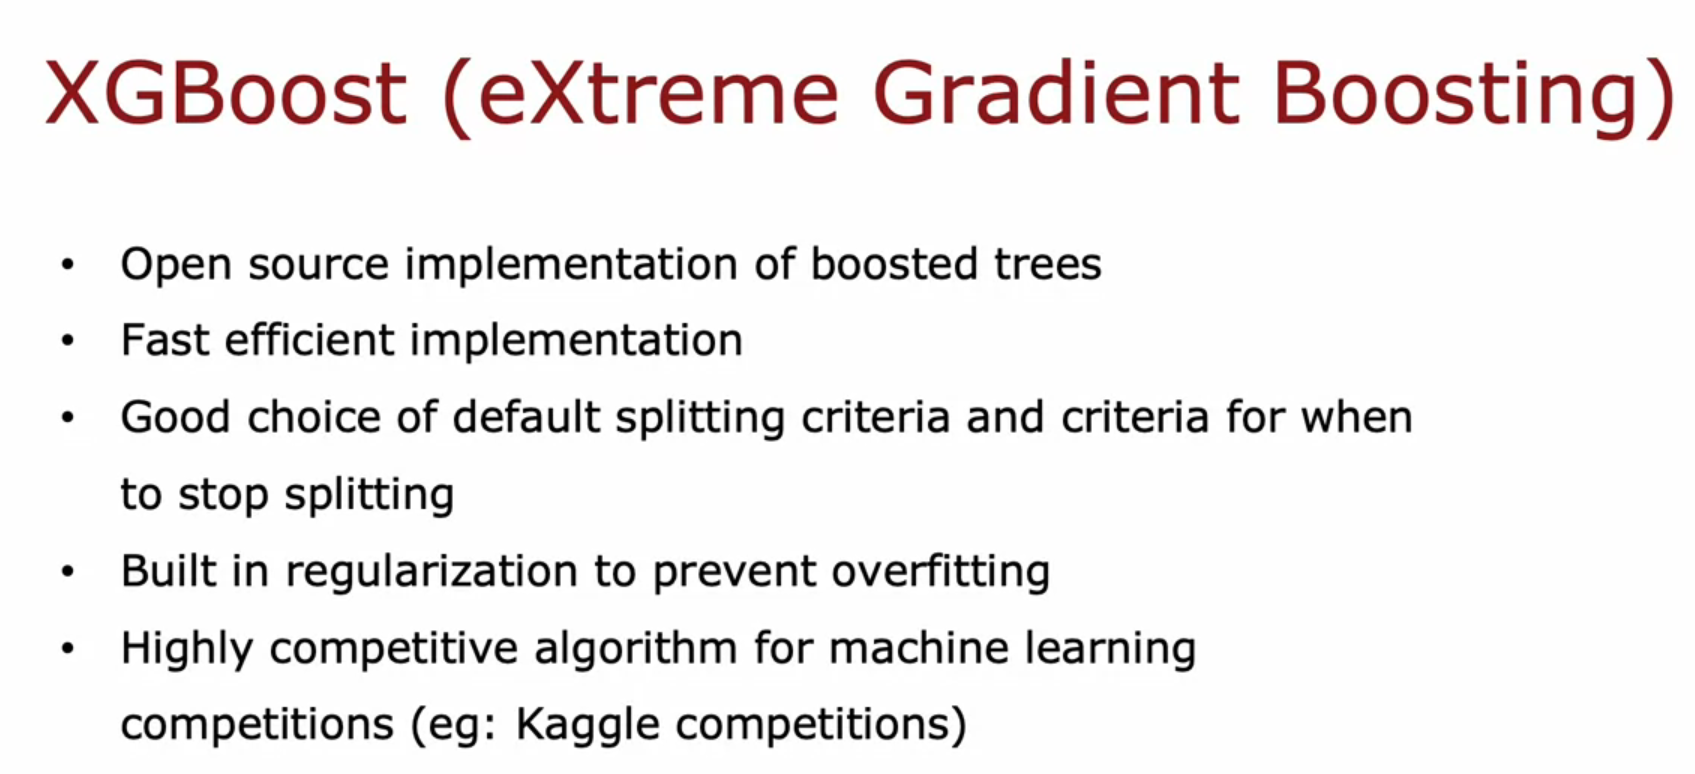 XGBoost (eXtreme Gradient Boosting)
• Open source implementation of boosted trees
• Fast efficient implementation
• Good choice of default splitting criteria and criteria for when
to stop splitting
• Built in regularization to prevent overfitting
• Highly competitive algorithm for machine learning
competitions (eg: Kaggle competitions)